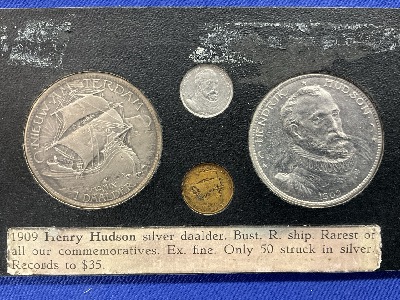 NIEUW AMSTERDAM
DAALDER
HENDRIK HUDSON
1909 Henry Hudson silver daalder. Bust. R. ship. Rarest of
all our commemoratives. Ex. fine. Only 50 struck in silver.
Records to $35.